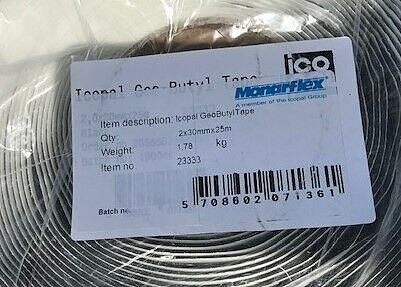 Icopal Geo-Butyl Tape
ico
Monarflex
A member of the Icopal Group
Item description: Icopal GeoButylTape
Qty: 2x30mmx25m
Weight: 1,78 kg
Item no 23333
Batch no
5 708602 071361